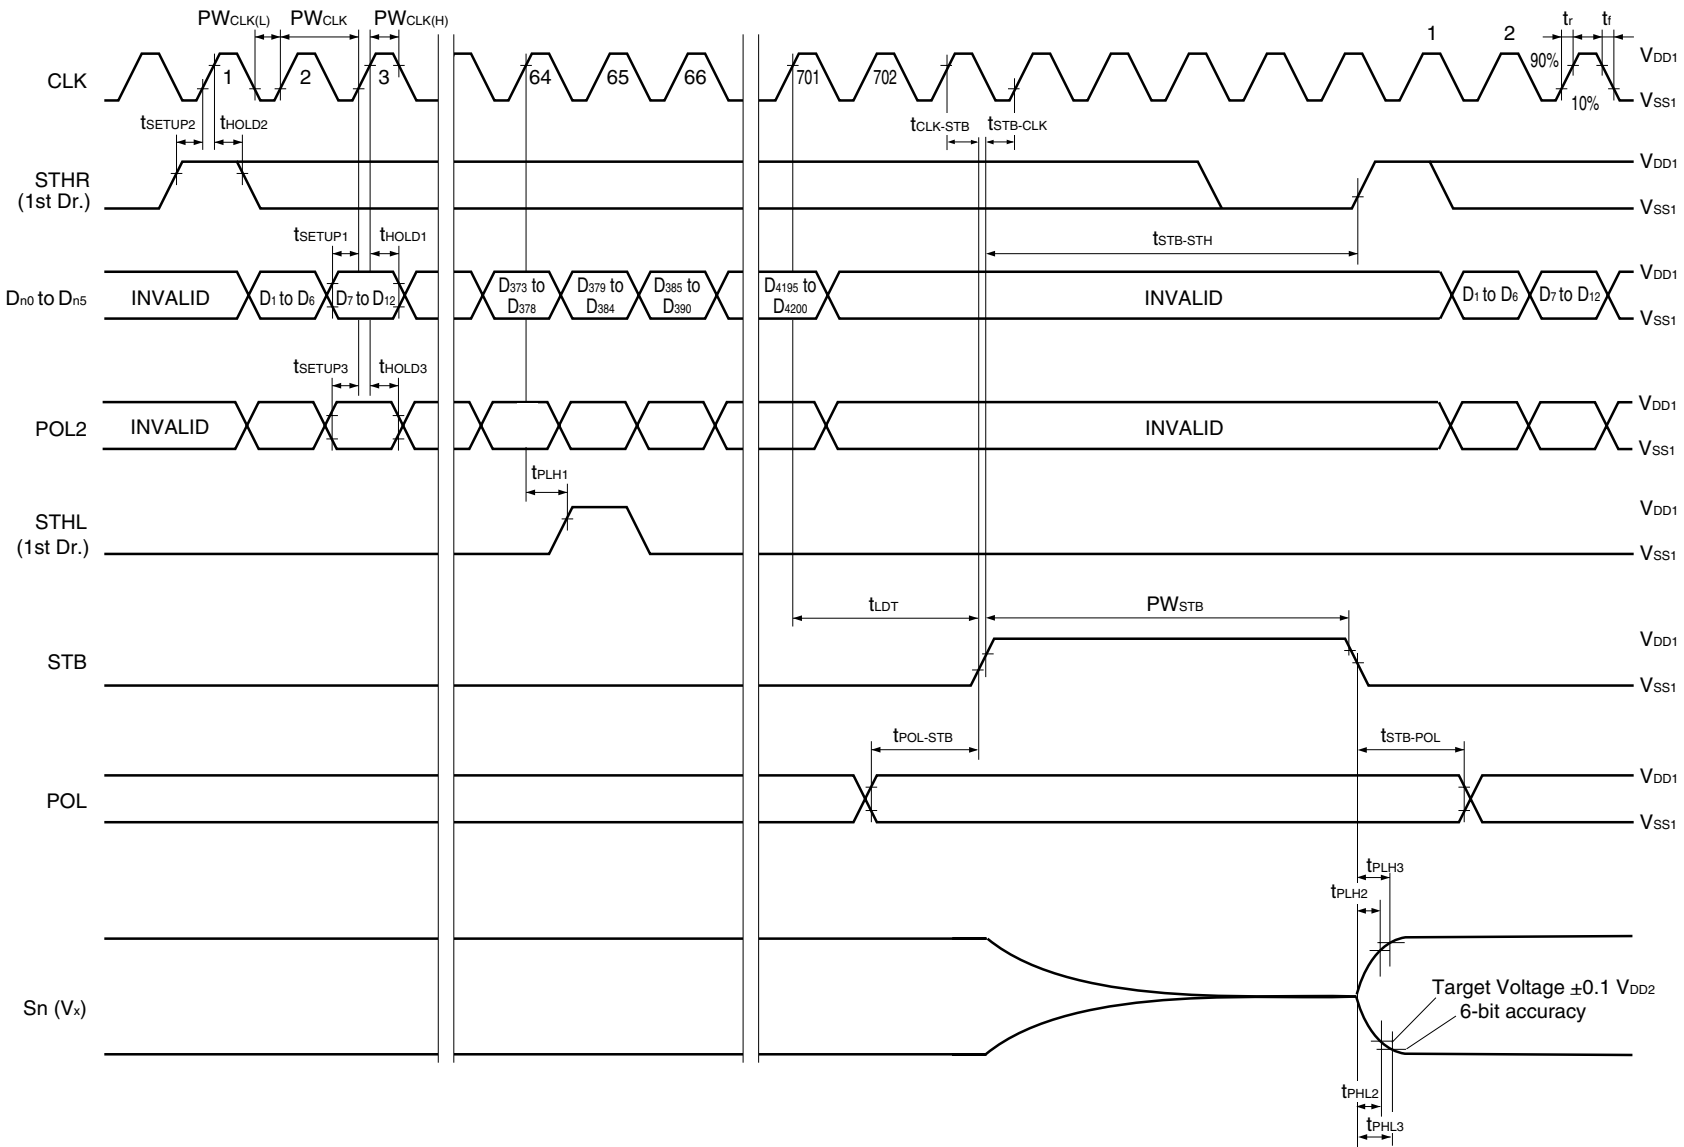 PWCLK(L) PWCLK PWCLK(H) tr tf
1 2
CLK 1 2 3 64 65 66 701 702 90% VDD1
10% VSS1
tSETUP2 tHOLD2 tCLK-STB tSTB-CLK
STHR VDD1
(1st Dr.) VSS1
tSETUP1 tHOLD1 tSTB-STH
VDD1
Dn0 to Dn5 INVALID D1 to D6 D7 to D12 D373 to D378 D379 to D384 D385 to D390 D4195 to D4200 INVALID D1 to D6 D7 to D12
VSS1
tSETUP3 tHOLD3
VDD1
POL2 INVALID INVALID
VSS1
tPLH1
STHL VDD1
(1st Dr.) VSS1
tLDT PWSTB
VDD1
STB
VSS1
tPOL-STB tSTB-POL
VDD1
POL
VSS1
tPLH3
tPLH2
Sn (Vx) Target Voltage ±0.1 VDD2
6-bit accuracy
tPHL2
tPHL3